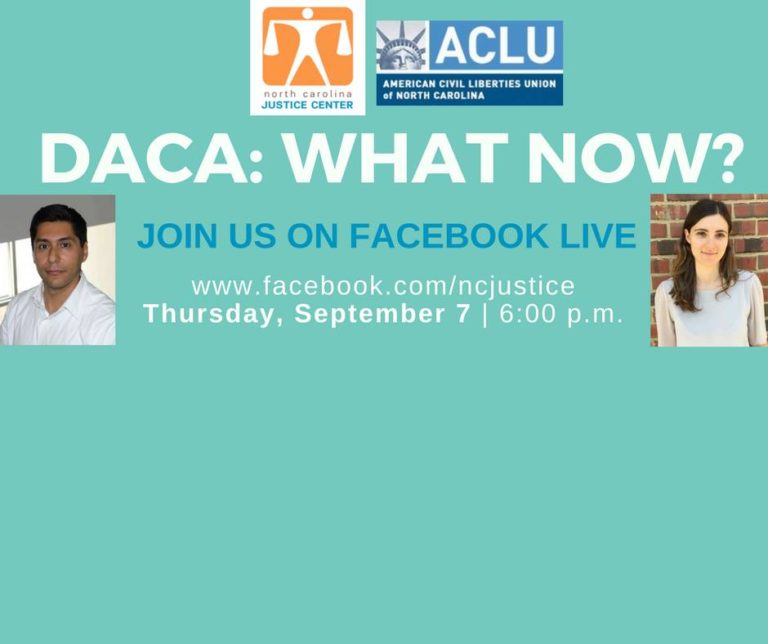 north carolina
JUSTICE CENTER
ACLU
AMERICAN CIVIL LIBERTIES UNION
of NORTH CAROLINA
DACA: WHAT NOW?
JOIN US ON FACEBOOK LIVE
www.facebook.com/ncjustice
Thursday, September 7 | 6:00 p.m.